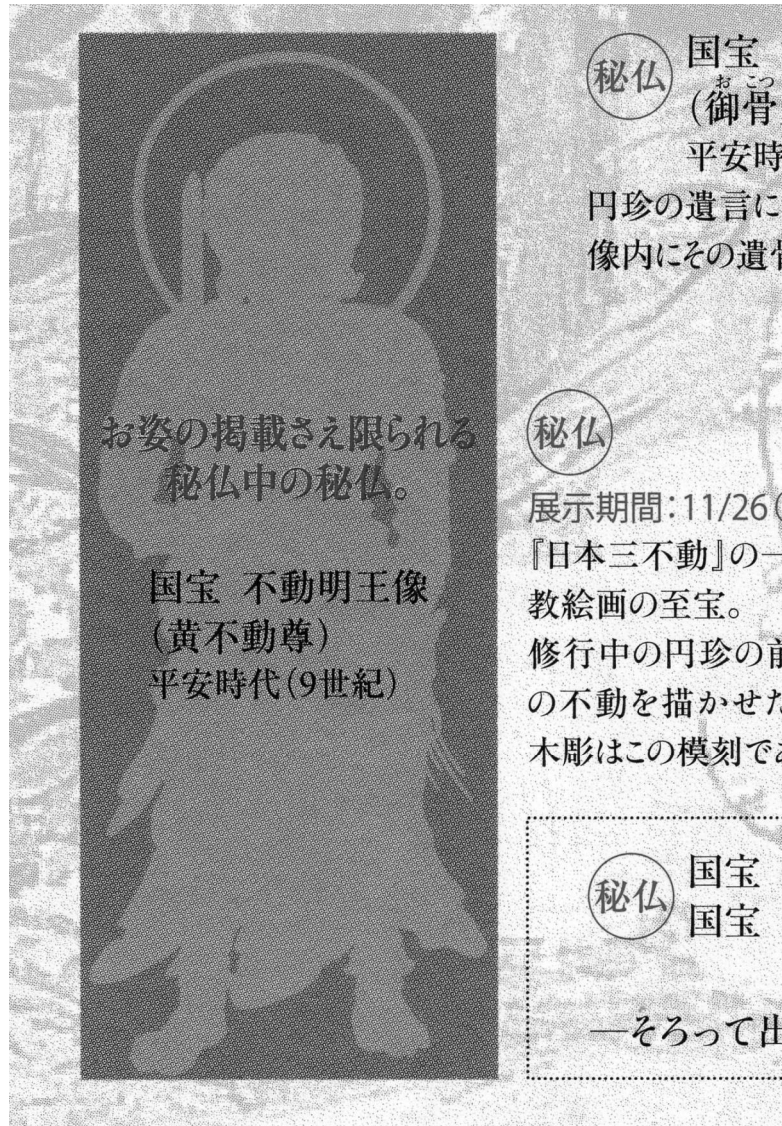 お姿の掲載さえ限られる
秘仏中の秘仏。
国宝 不動明王像
(黄不動尊)
平安時代(9世紀)
秘仏
国宝
おこつ
(御骨
平安時
円珍の遺言に
像内にその遺骨
秘仏
展示期間:11/26(
『日本三不動』の一
教絵画の至宝。
修行中の円珍の前
の不動を描かせた
木彫はこの模刻であ
秘仏
国宝
国宝
―そろって出